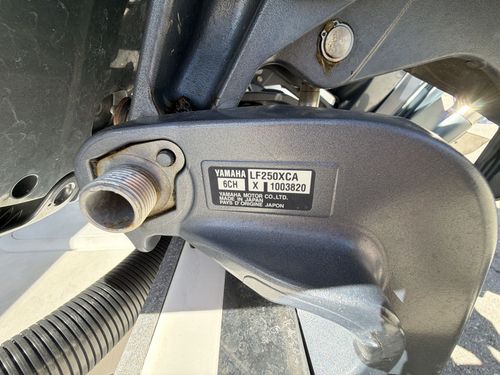 YAMAHA LF250XCA
6CH X 1003820
YAMAHA MOTOR CO.,LTD.
MADE IN JAPAN
PAYS D'ORIGINE JAPON